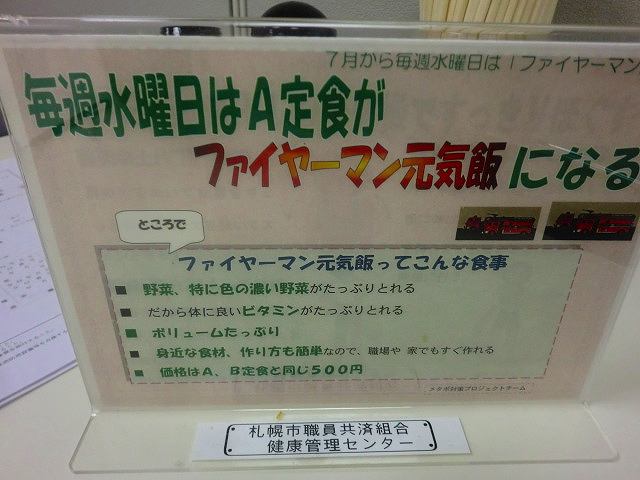 7月から毎週水曜日は「ファイヤーマン
毎週水曜日はA定食が
ファイヤーマン元気飯になる
ところで
ファイヤーマン元気飯ってこんな食事
■ 野菜、特に色の濃い野菜がたっぷりとれる
■ だから体に良いビタミンがたっぷりとれる
■ ボリュームたっぷり
■ 身近な食材、作り方も簡単なので、職場や 家でもすぐ作れる
■ 価格はA、B定食と同じ500円
メタボ対策プロジェクトチーム
札幌市職員共済組合
健康管理センター